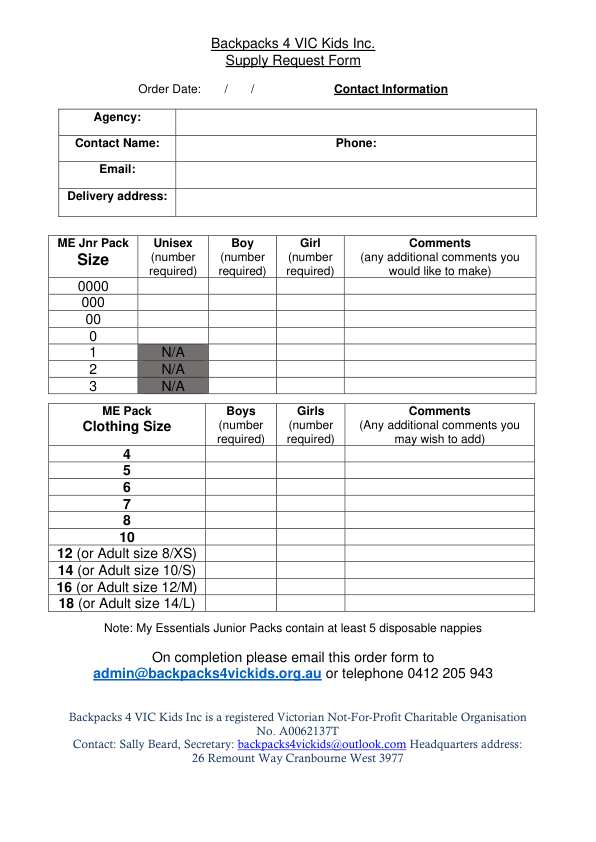 Backpacks 4 VIC Kids Inc.
Supply Request Form
Order Date: / / Contact Information
Agency:
Contact Name: Phone:
Email:
Delivery address:
ME Jnr Pack Unisex Boy Girl Comments
Size (number (number (number (any additional comments you
required) required) required) would like to make)
0000
000
00
0
1 N/A
2 N/A
3 N/A
ME Pack Boys Girls Comments
Clothing Size (number (number (Any additional comments you
required) required) may wish to add)
4
5
6
7
8
10
12 (or Adult size 8/XS)
14 (or Adult size 10/S)
16 (or Adult size 12/M)
18 (or Adult size 14/L)
Note: My Essentials Junior Packs contain at least 5 disposable nappies
On completion please email this order form to
admin@backpacks4vickids.org.au or telephone 0412 205 943
Backpacks 4 VIC Kids Inc is a registered Victorian Not-For-Profit Charitable Organisation
No. A0062137T
Contact: Sally Beard, Secretary: backpacks4vickids@outlook.com Headquarters address:
26 Remount Way Cranbourne West 3977